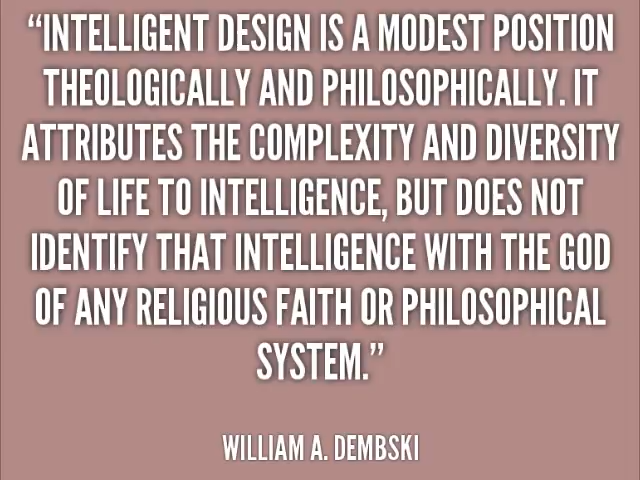 “INTELLIGENT DESIGN IS A MODEST POSITION
THEOLOGICALLY AND PHILOSOPHICALLY. IT
ATTRIBUTES THE COMPLEXITY AND DIVERSITY
OF LIFE TO INTELLIGENCE, BUT DOES NOT
IDENTIFY THAT INTELLIGENCE WITH THE GOD
OF ANY RELIGIOUS FAITH OR PHILOSOPHICAL
SYSTEM.”
WILLIAM A. DEMBSKI